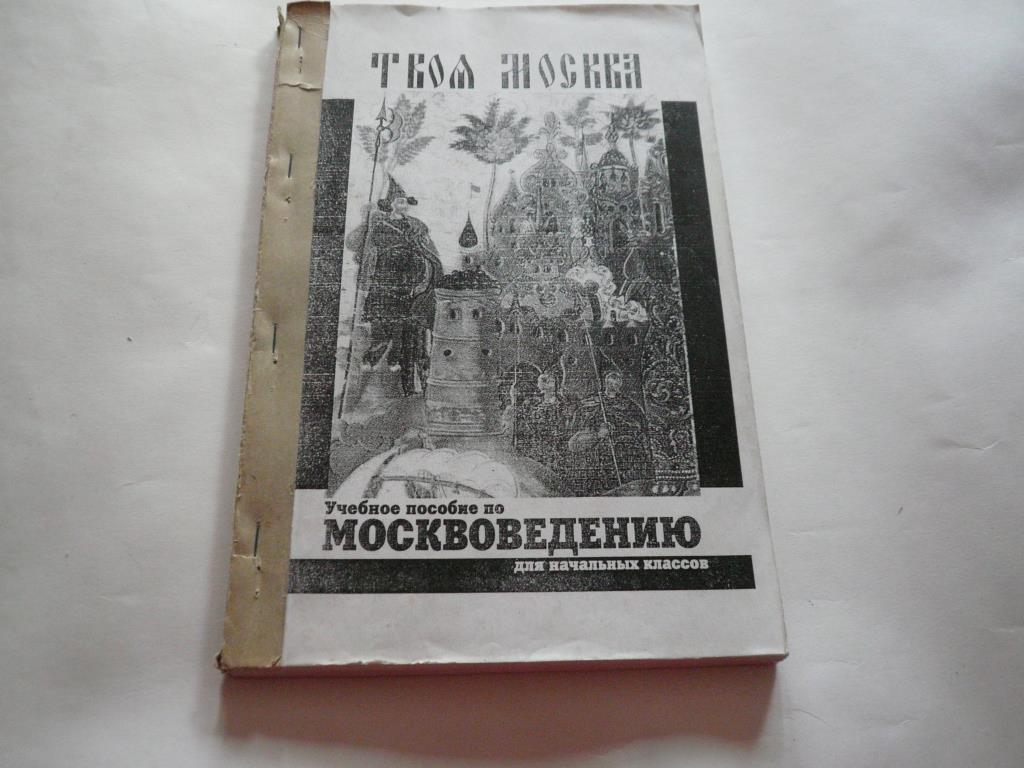 ТВОЯ МОСКВА
Учебное пособие по
МОСКВОВЕДЕНИЮ
для начальных классов